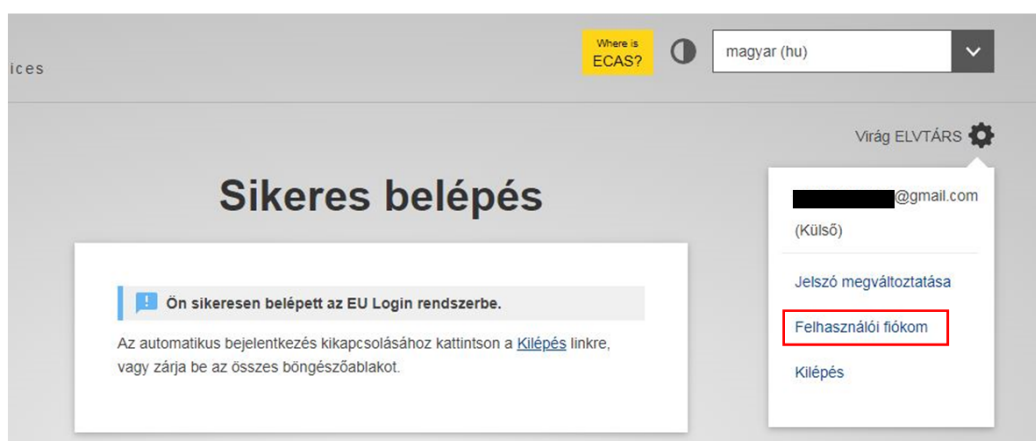 Where is
ECAS?
magyar (hu)
ices
Virág ELVTÁRS
Sikeres belépés
@gmail.com
(Külső)
Ön sikeresen belépett az EU Login rendszerbe.
Az automatikus bejelentkezés kikapcsolásához kattintson a Kilépés linkre,
vagy zárja be az összes böngészőablakot.
Jelszó megváltoztatása
Felhasználói fiókom
Kilépés